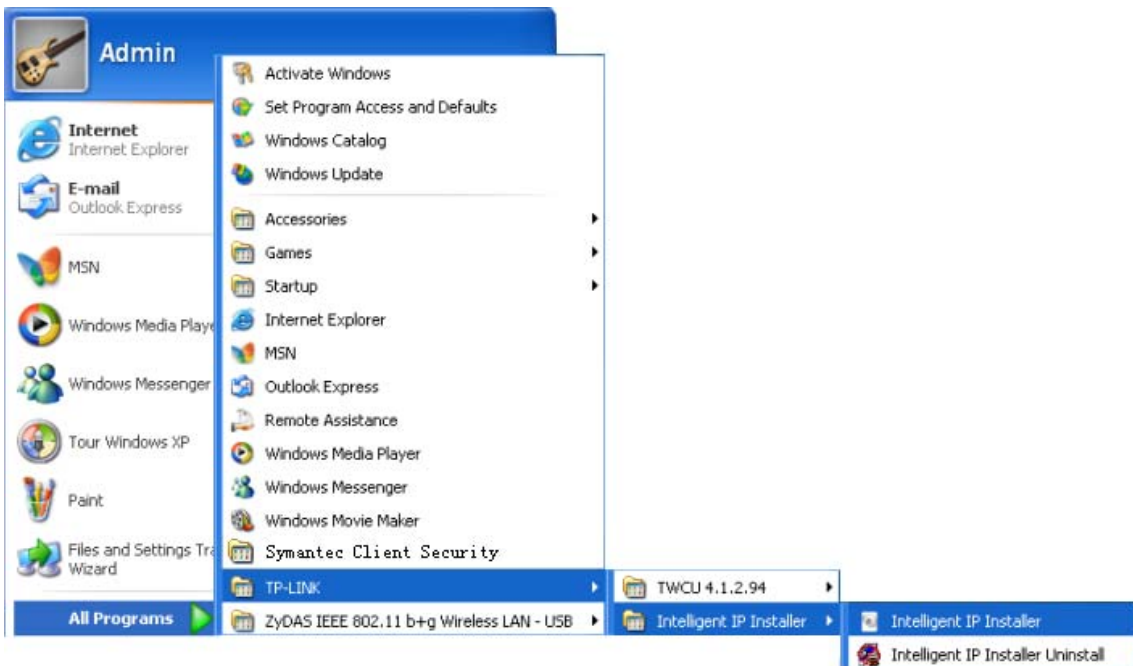 Admin
Internet
Internet Explorer
E-mail
Outlook Express
MSN
Windows Media Playe
Windows Messenger
Tour Windows XP
Paint
Files and Settings Tra
Wizard
All Programs
Activate Windows
Set Program Access and Defaults
Windows Catalog
Windows Update
Accessories
Games
Startup
Internet Explorer
MSN
Outlook Express
Remote Assistance
Windows Media Player
Windows Messenger
Windows Movie Maker
Symantec Client Security
TP-LINK
ZyDAS IEEE 802.11 b+g Wireless LAN - USB
TWCU 4.1.2.94
Intelligent IP Installer
Intelligent IP Installer
Intelligent IP Installer Uninstall